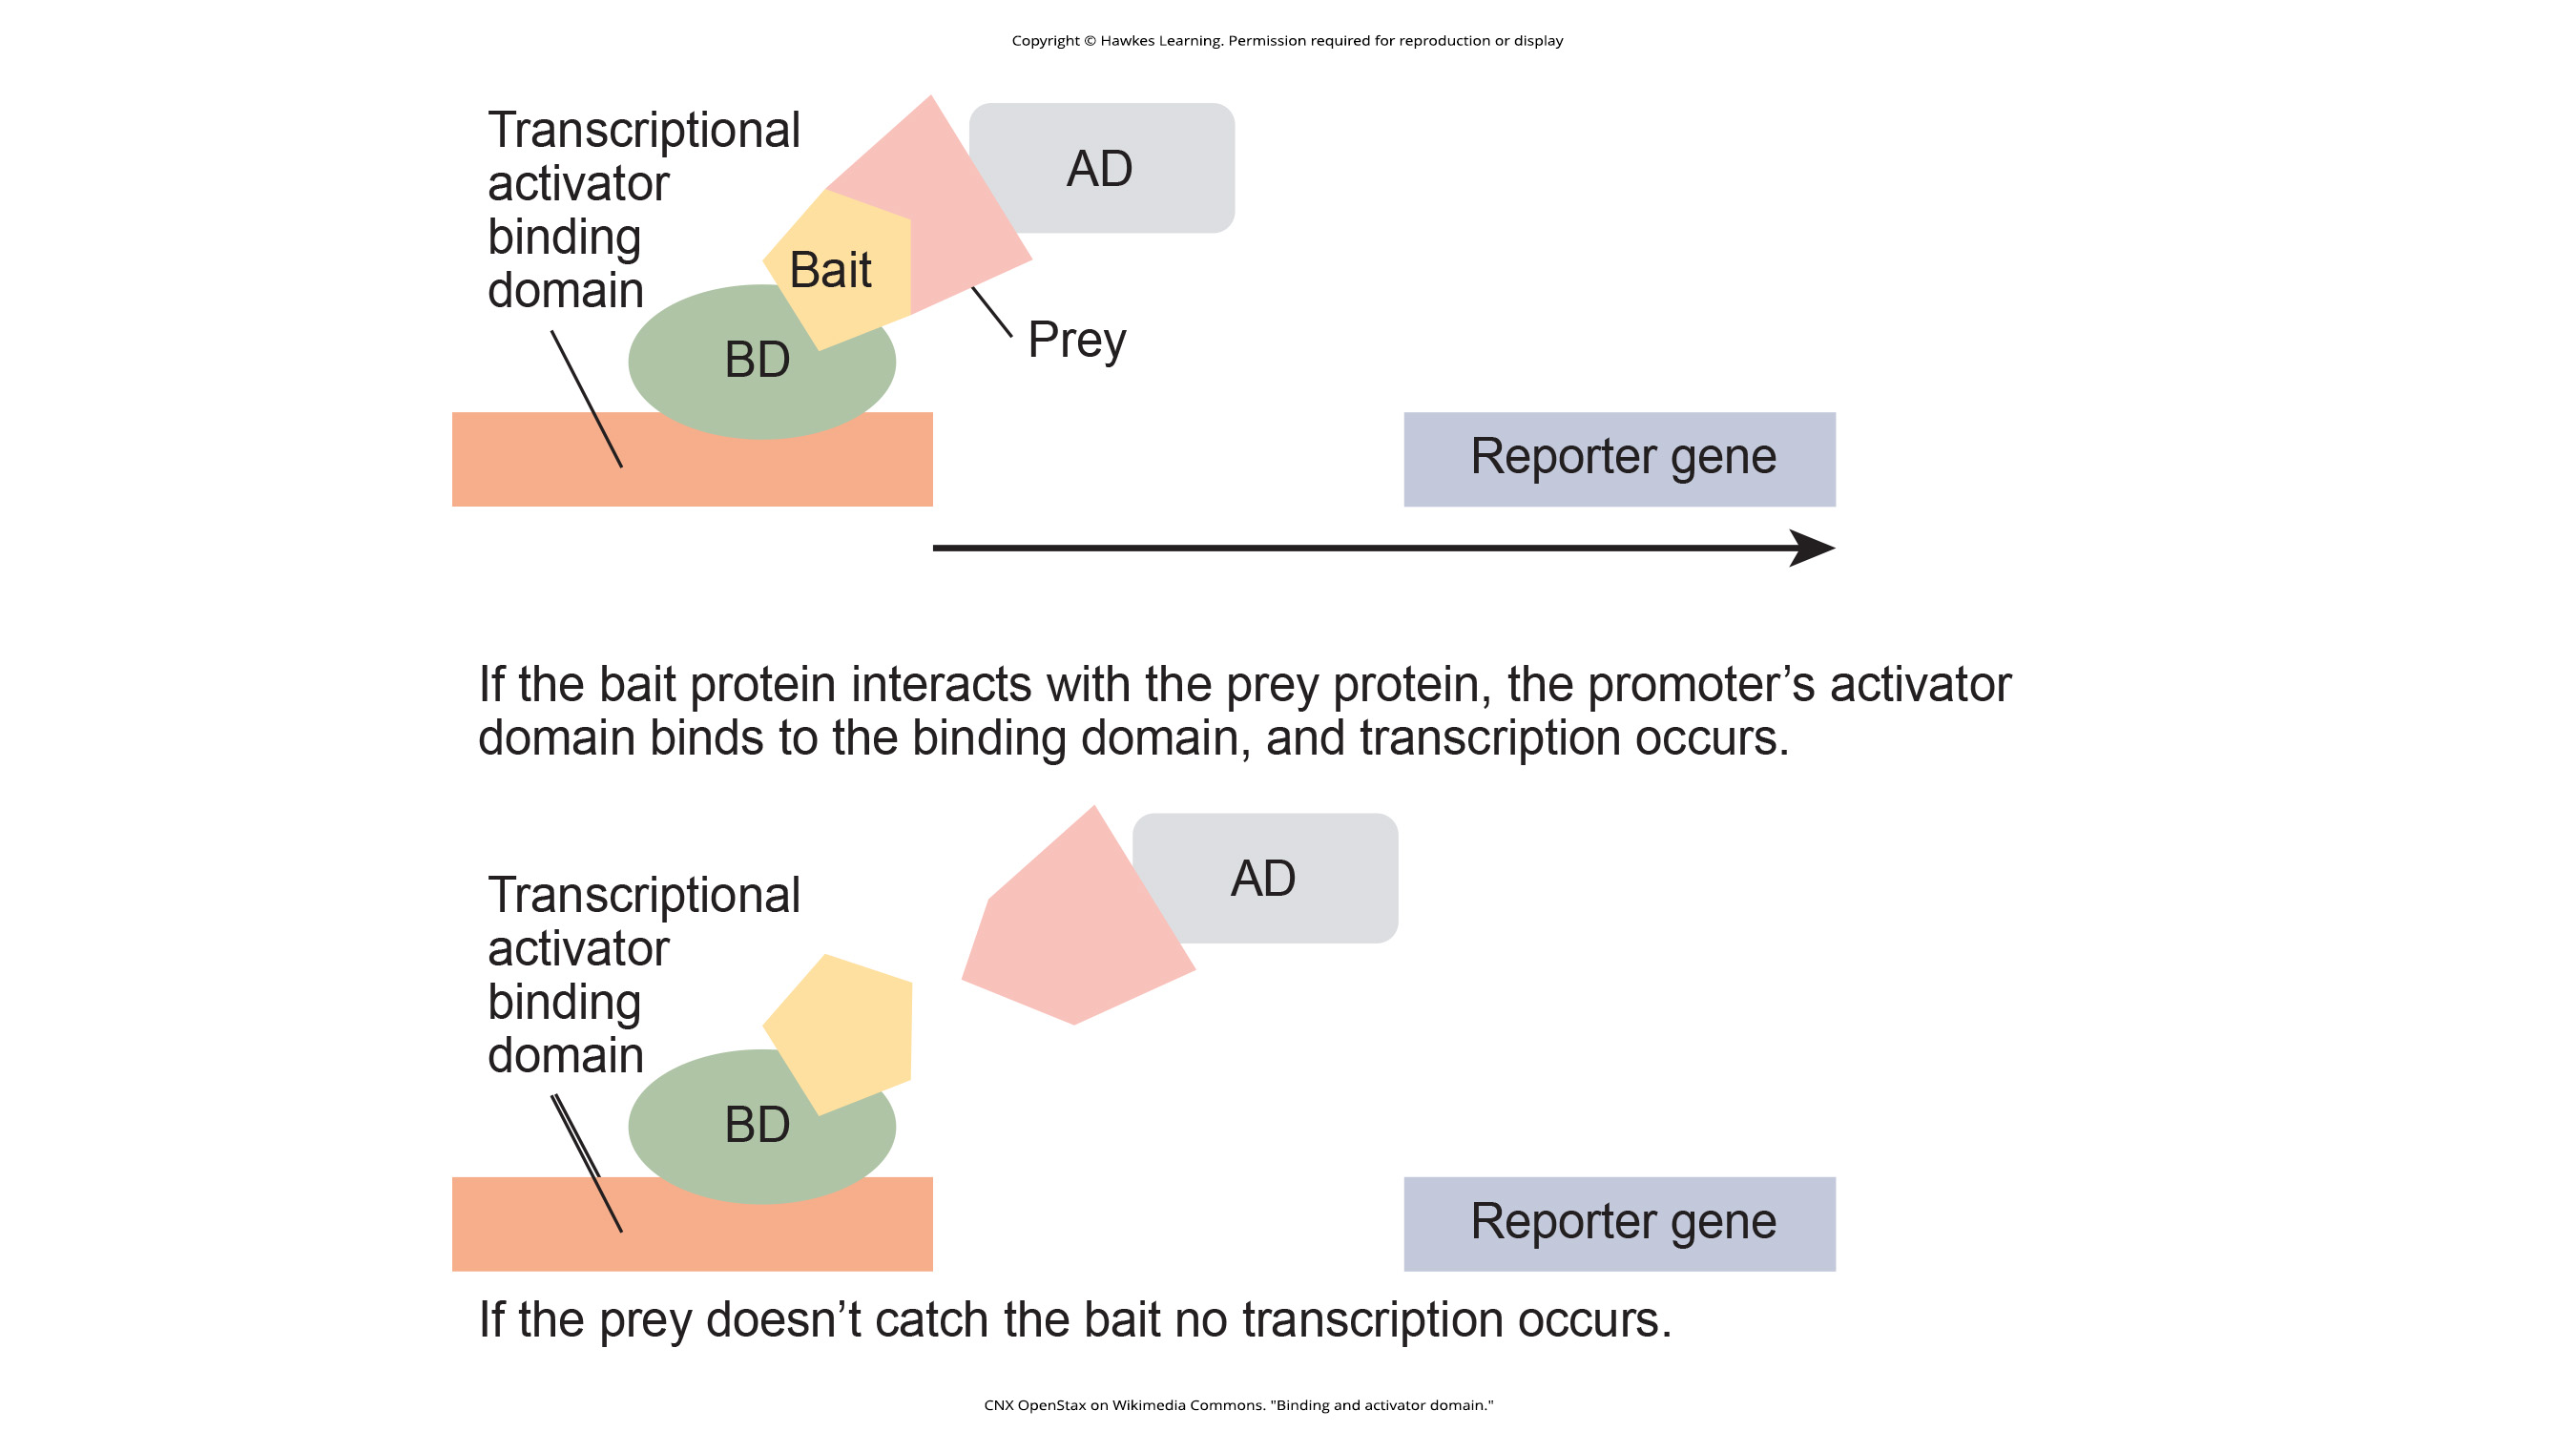 Copyright © Hawkes Learning. Permission required for reproduction or display
Transcriptional
activator
binding
domain
AD
Bait
BD
Prey
Reporter gene
If the bait protein interacts with the prey protein, the promoter’s activator
domain binds to the binding domain, and transcription occurs.
Transcriptional
activator
binding
domain
AD
BD
Reporter gene
If the prey doesn’t catch the bait no transcription occurs.
CNX OpenStax on Wikimedia Commons. "Binding and activator domain."